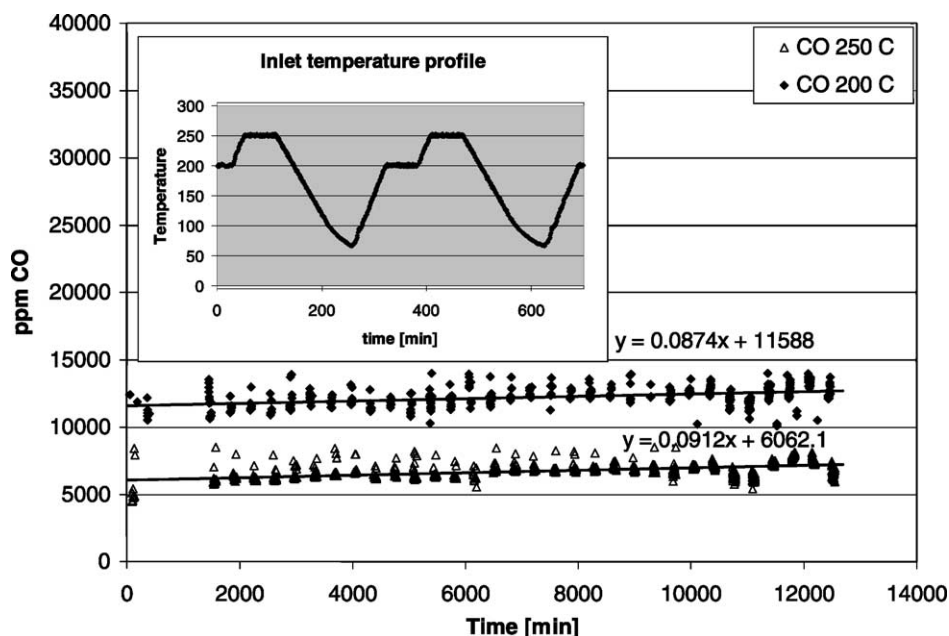 40000
35000
30000
25000
20000
15000
10000
5000
0
ppm CO
0 2000 4000 6000 8000 10000 12000 14000
Time [min]
CO 250 C
CO 200 C
Inlet temperature profile
300
250
200
150
100
50
0
Temperature
0 200 400 600
time [min]
y = 0.0874x + 11588
y = 0.0912x + 6062.1